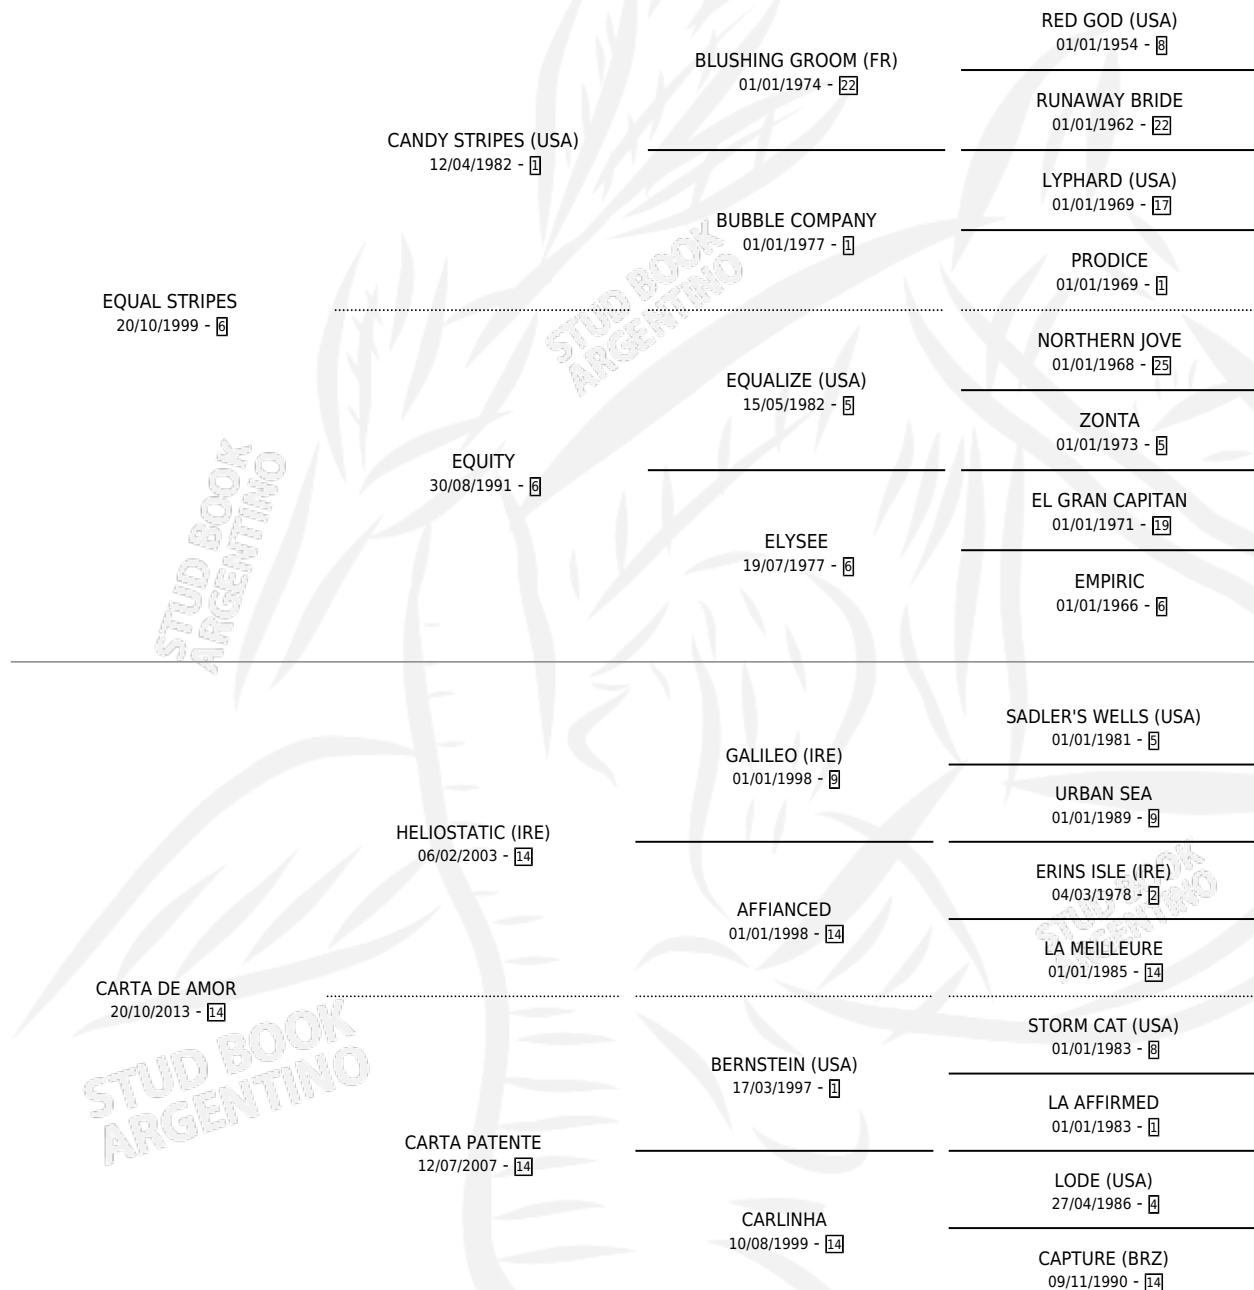 RED GOD (USA)
01/01/1954 - 8
BLUSHING GROOM (FR)
01/01/1974 - 22
RUNAWAY BRIDE
01/01/1962 - 22
CANDY STRIPES (USA)
12/04/1982 - 1
LYPHARD (USA)
01/01/1969 - 17
BUBBLE COMPANY
01/01/1977 - 1
PRODICE
01/01/1969 - 1
EQUAL STRIPES
20/10/1999 - 6
STUD BOOK
ARGENTINO
NORTHERN JOVE
01/01/1968 - 25
EQUALIZE (USA)
15/05/1982 - 5
ZONTA
01/01/1973 - 5
EQUITY
30/08/1991 - 6
EL GRAN CAPITAN
01/01/1971 - 19
ELYSEE
19/07/1977 - 6
EMPIRIC
01/01/1966 - 6
STUD BOOK
ARGENTINO
SADLER'S WELLS (USA)
01/01/1981 - 5
GALILEO (IRE)
01/01/1998 - 9
URBAN SEA
01/01/1989 - 9
HELIOSTATIC (IRE)
06/02/2003 - 14
ERINS ISLE (IRE)
04/03/1978 - 2
AFFIANCED
01/01/1998 - 14
LA MEILLEURE
01/01/1985 - 14
STUD BOOK
ARGENTINO
CARTA DE AMOR
20/10/2013 - 14
STORM CAT (USA)
01/01/1983 - 8
BERNSTEIN (USA)
17/03/1997 - 1
LA AFFIRMED
01/01/1983 - 1
STUD BOOK
ARGENTINO
CARTA PATENTE
12/07/2007 - 14
LODE (USA)
27/04/1986 - 4
CARLINHA
10/08/1999 - 14
CAPTURE (BRZ)
09/11/1990 - 14